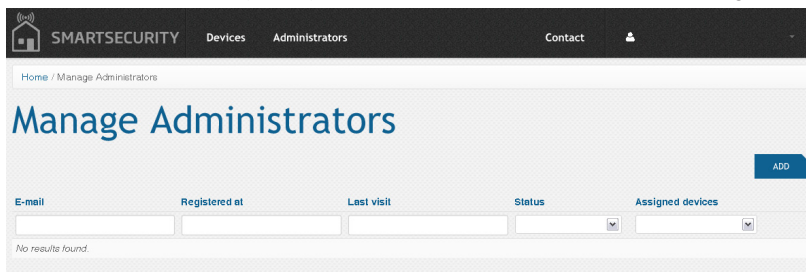 SMARTSECURITY Devices Administrators Contact
Home / Manage Administrators
Manage Administrators
ADD
E-mail Registered at Last visit Status Assigned devices
No results found.